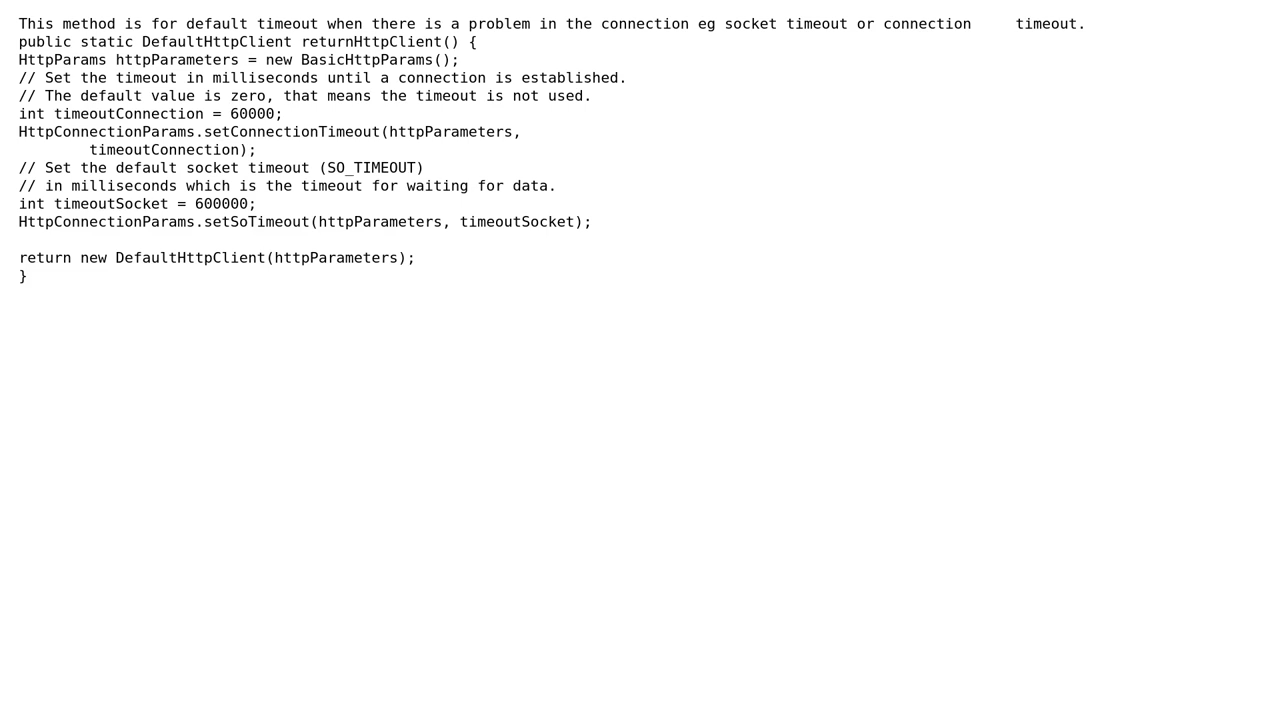 This method is for default timeout when there is a problem in the connection eg socket timeout or connection     timeout.
public static DefaultHttpClient returnHttpClient() {
HttpParams httpParameters = new BasicHttpParams();
// Set the timeout in milliseconds until a connection is established.
// The default value is zero, that means the timeout is not used.
int timeoutConnection = 60000;
HttpConnectionParams.setConnectionTimeout(httpParameters,
        timeoutConnection);
// Set the default socket timeout (SO_TIMEOUT)
// in milliseconds which is the timeout for waiting for data.
int timeoutSocket = 600000;
HttpConnectionParams.setSoTimeout(httpParameters, timeoutSocket);

return new DefaultHttpClient(httpParameters);
}